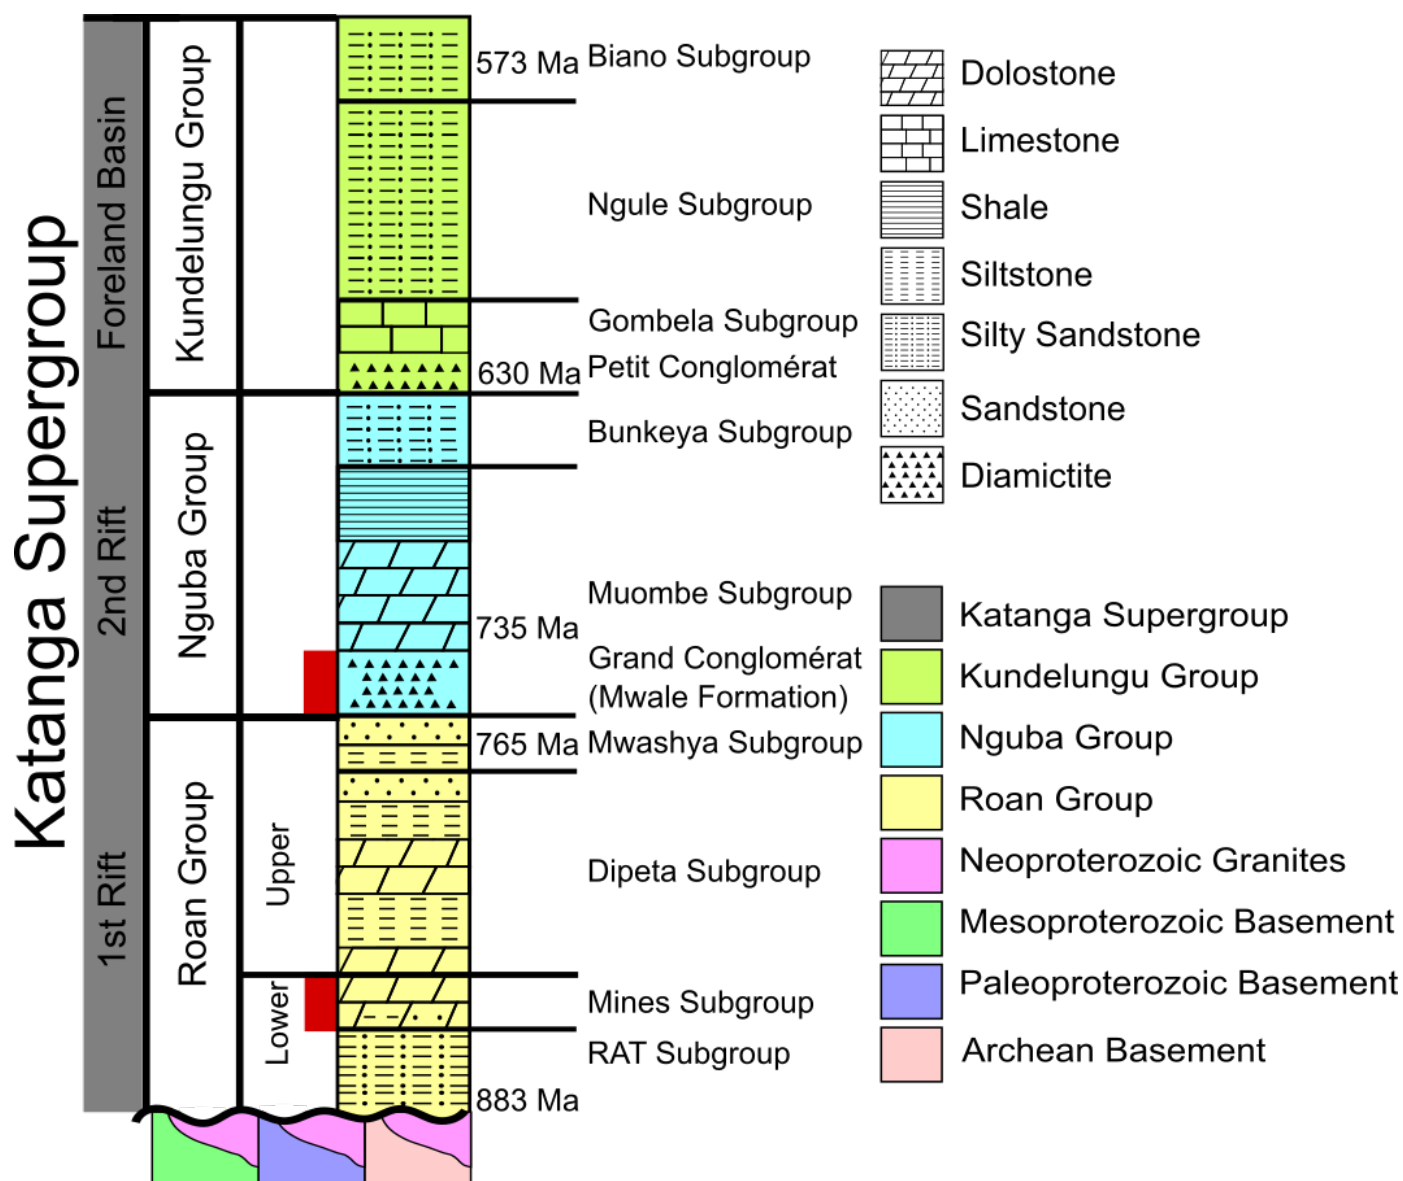 Katanga Supergroup
Foreland Basin
2nd Rift
1st Rift
Kundelungu Group
Nguba Group
Roan Group
Upper
Lower
573 Ma
630 Ma
735 Ma
765 Ma
883 Ma
Biano Subgroup
Ngule Subgroup
Gombela Subgroup
Petit Conglomérat
Bunkeya Subgroup
Muombe Subgroup
Grand Conglomérat
(Mwale Formation)
Mwashya Subgroup
Dipeta Subgroup
Mines Subgroup
RAT Subgroup
Dolostone
Limestone
Shale
Siltstone
Silty Sandstone
Sandstone
Diamictite
Katanga Supergroup
Kundelungu Group
Nguba Group
Roan Group
Neoproterozoic Granites
Mesoproterozoic Basement
Paleoproterozoic Basement
Archean Basement